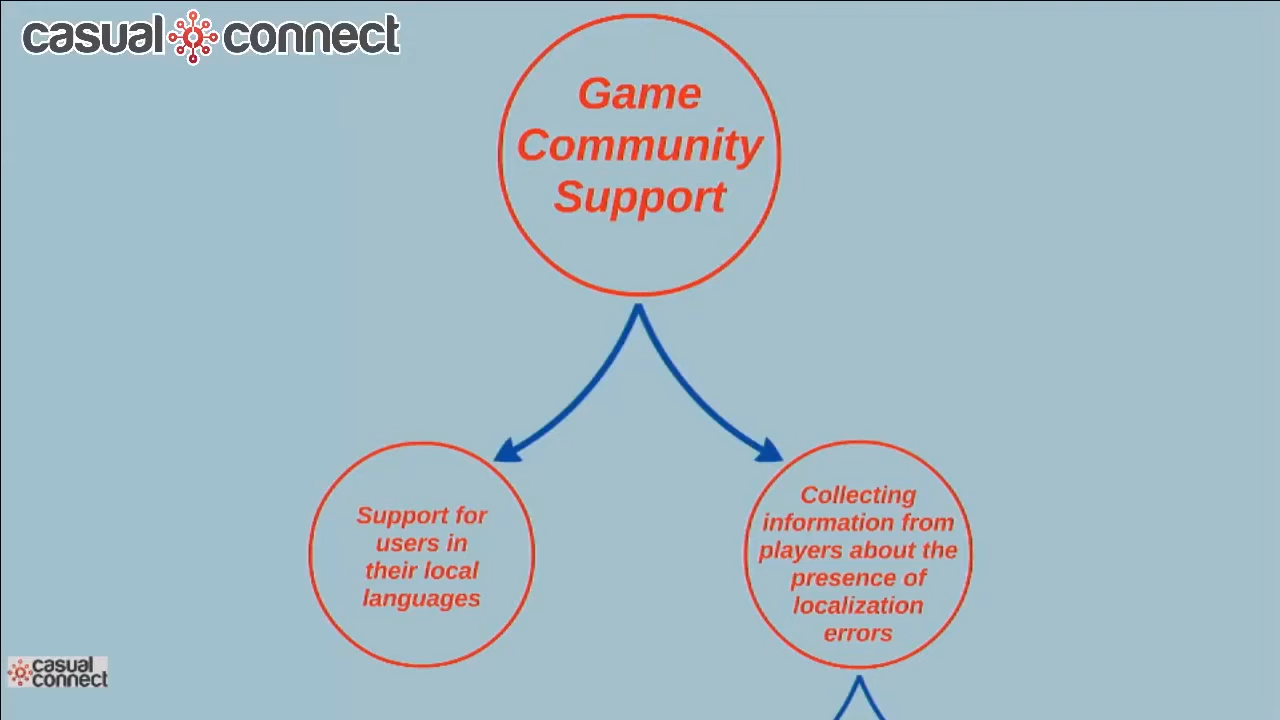 casual connect
Game
Community
Support
Support for
users in
their local
languages
Collecting
information from
players about the
presence of
localization
errors
casual
connect